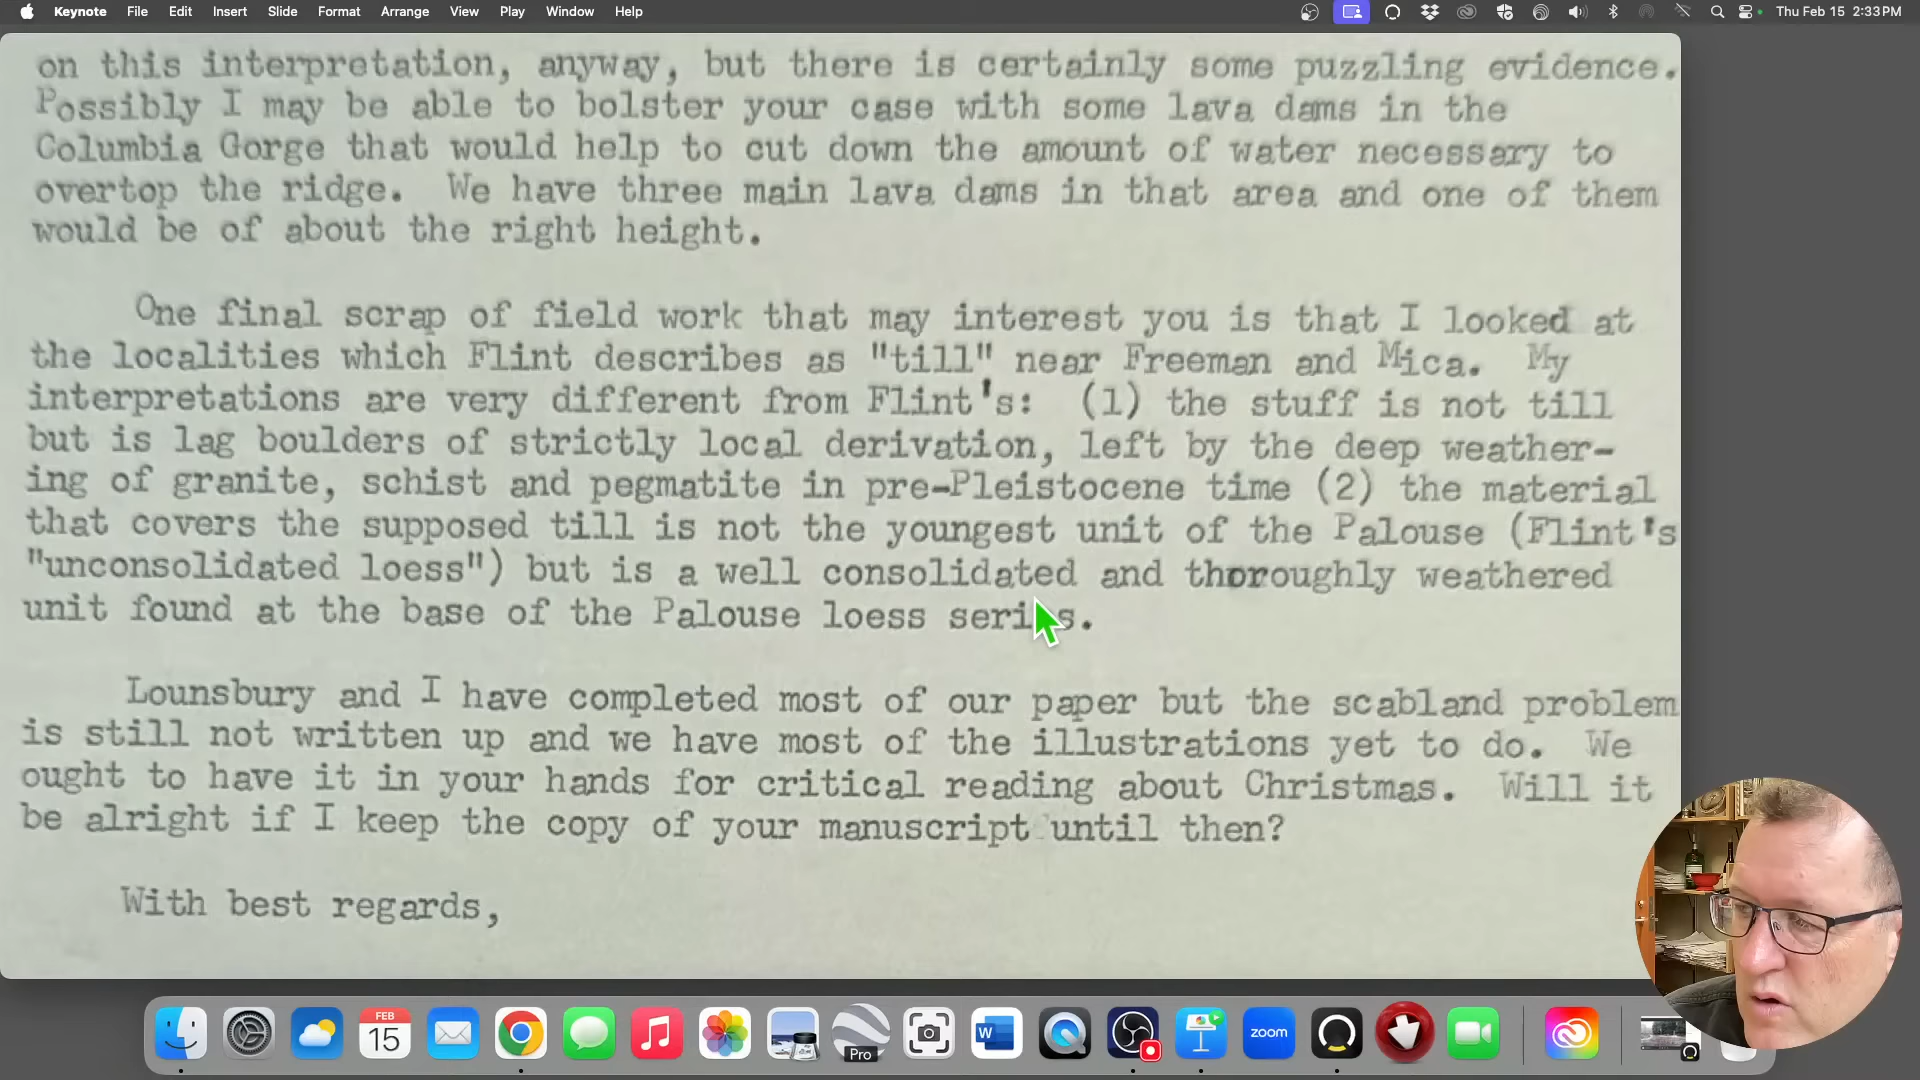 Keynote File Edit Insert Slide Format Arrange View Play Window Help Thu Feb 15 2:33 PM
on this interpretation, anyway, but there is certainly some puzzling evidence.
Possibly I may be able to bolster your case with some lava dams in the
Columbia Gorge that would help to cut down the amount of water necessary to
overtop the ridge. We have three main lava dams in that area and one of them
would be of about the right height.
One final scrap of field work that may interest you is that I looked at
the localities which Flint describes as "till" near Freeman and Mica. My
interpretations are very different from Flint's: (1) the stuff is not till
but is lag boulders of strictly local derivation, left by the deep weather-
ing of granite, schist and pegmatite in pre-Pleistocene time (2) the material
that covers the supposed till is not the youngest unit of the Palouse (Flint's
"unconsolidated loess") but is a well consolidated and thoroughly weathered
unit found at the base of the Palouse loess series.
Lounsbury and I have completed most of our paper but the scabland problem
is still not written up and we have most of the illustrations yet to do. We
ought to have it in your hands for critical reading about Christmas. Will it
be alright if I keep the copy of your manuscript until then?
With best regards,
FEB
15
Pro
W
zoom